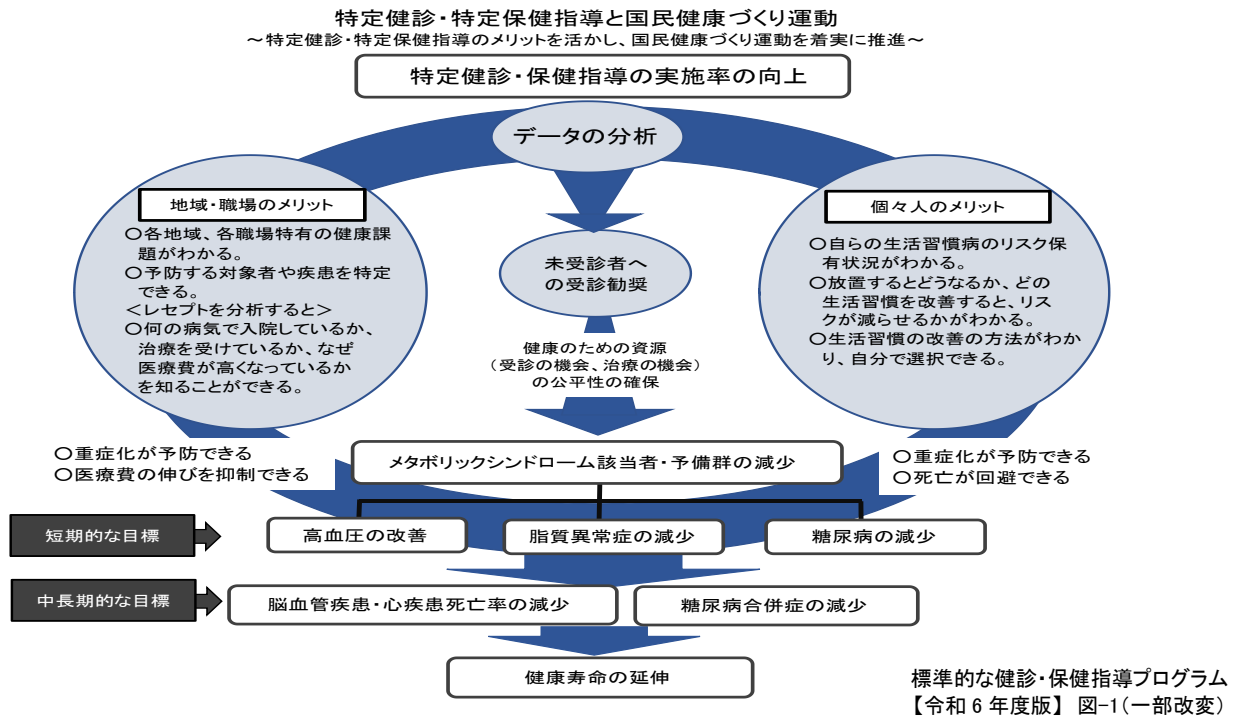 特定健診・特定保健指導と国民健康づくり運動
～特定健診・特定保健指導のメリットを活かし、国民健康づくり運動を着実に推進～
特定健診・保健指導の実施率の向上
データの分析
地域・職場のメリット
○各地域、各職場特有の健康課
題がわかる。
○予防する対象者や疾患を特定
できる。
＜レセプトを分析すると＞
○何の病気で入院しているか、
治療を受けているか、なぜ
医療費が高くなっているか
を知ることができる。
未受診者へ
の受診勧奨
健康のための資源
（受診の機会、治療の機会）
の公平性の確保
個々人のメリット
○自らの生活習慣病のリスク保
有状況がわかる。
○放置するとどうなるか、どの
生活習慣を改善すると、リス
クが減らせるかがわかる。
○生活習慣の改善の方法がわか
り、自分で選択できる。
○重症化が予防できる
○医療費の伸びを抑制できる
メタボリックシンドローム該当者・予備群の減少
○重症化が予防できる
○死亡が回避できる
短期的な目標
高血圧の改善
脂質異常症の減少
糖尿病の減少
中長期的な目標
脳血管疾患・心疾患死亡率の減少
糖尿病合併症の減少
健康寿命の延伸
標準的な健診・保健指導プログラム
【令和６年度版】 図-1（一部改変）